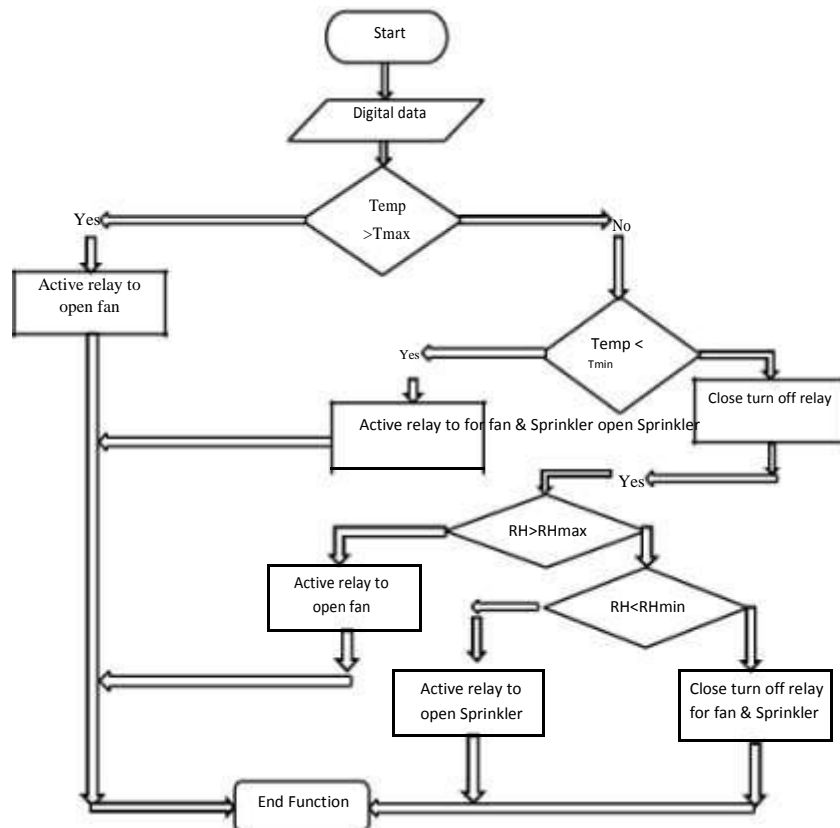 Start
Digital data
Temp
>Tmax
Yes
No
Active relay to
open fan
Temp <
Tmin
Yes
Close turn off relay
Active relay to for fan & Sprinkler open Sprinkler
Yes
RH>RHmax
Active relay to
open fan
RH<RHmin
Active relay to
open Sprinkler
Close turn off relay
for fan & Sprinkler
End Function